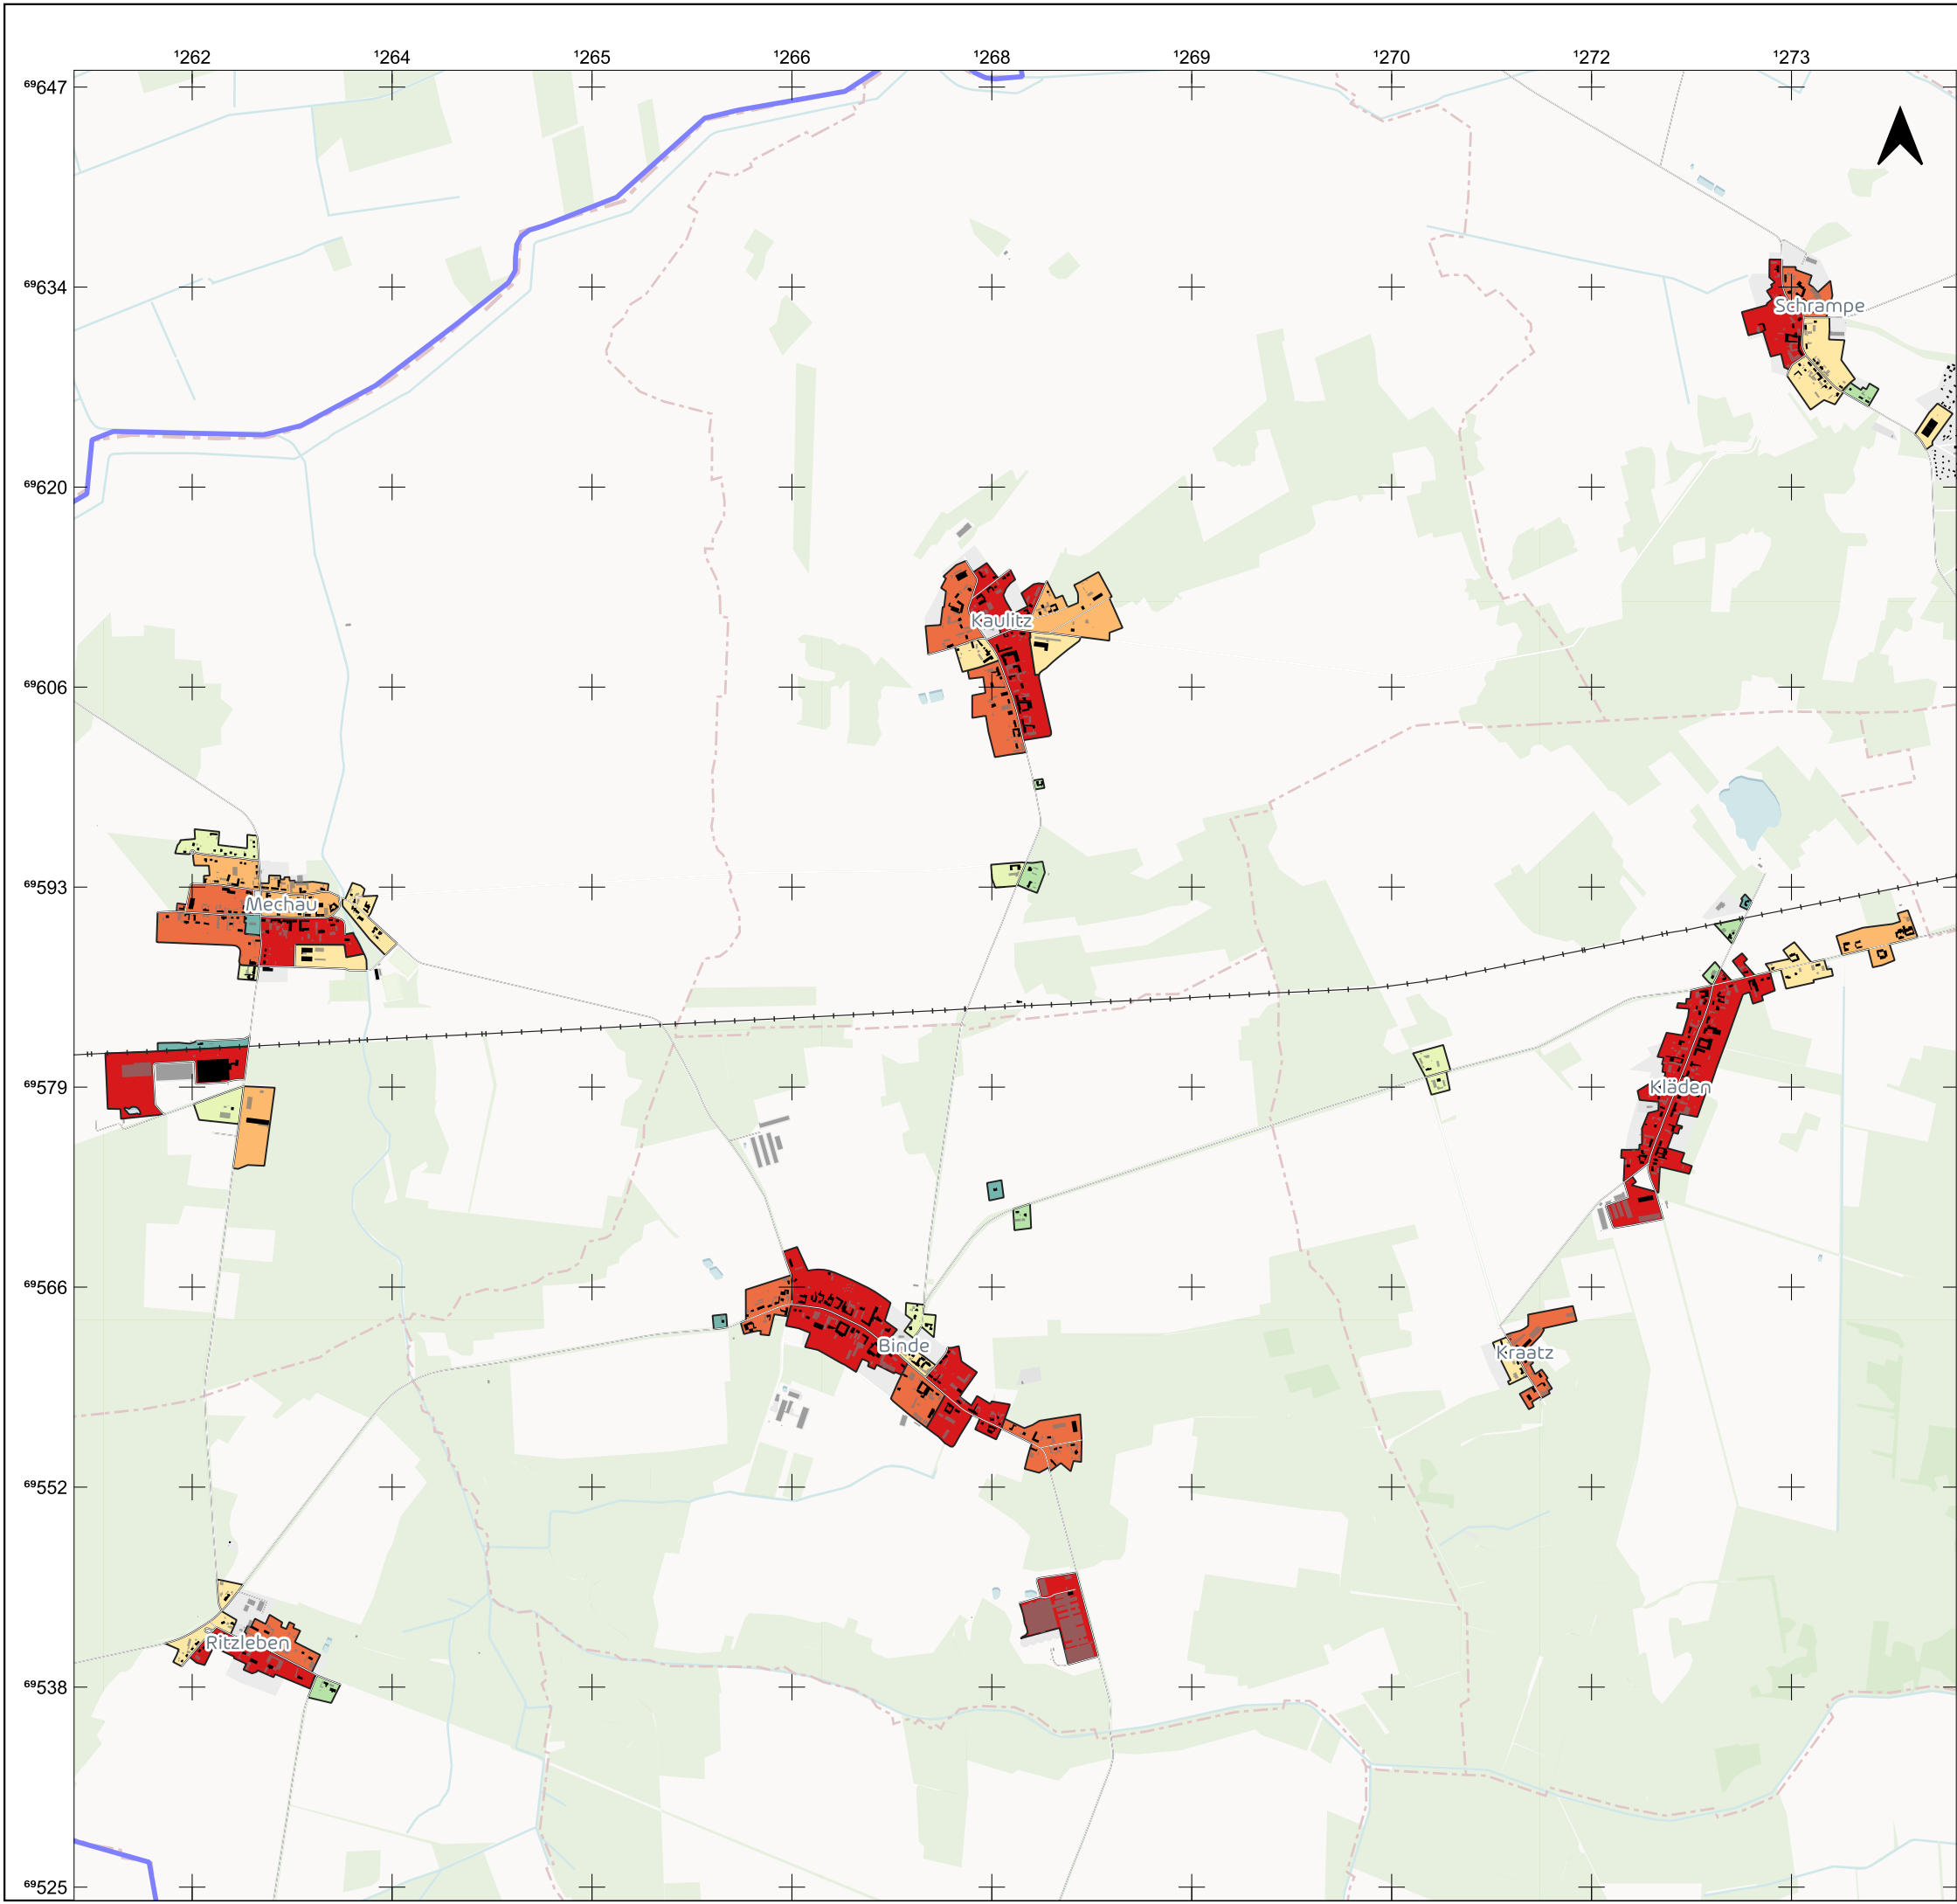 ¹262 ¹264 ¹265 ¹266 ¹268 ¹269 ¹270 ¹272 ¹273
⁶⁹647
⁶⁹634
Schrampe
⁶⁹620
Kaulitz
⁶⁹606
⁶⁹593
Mechau
⁶⁹579
Kläden
⁶⁹566
Binde
Kraatz
⁶⁹552
Ritzleben
⁶⁹538
⁶⁹525